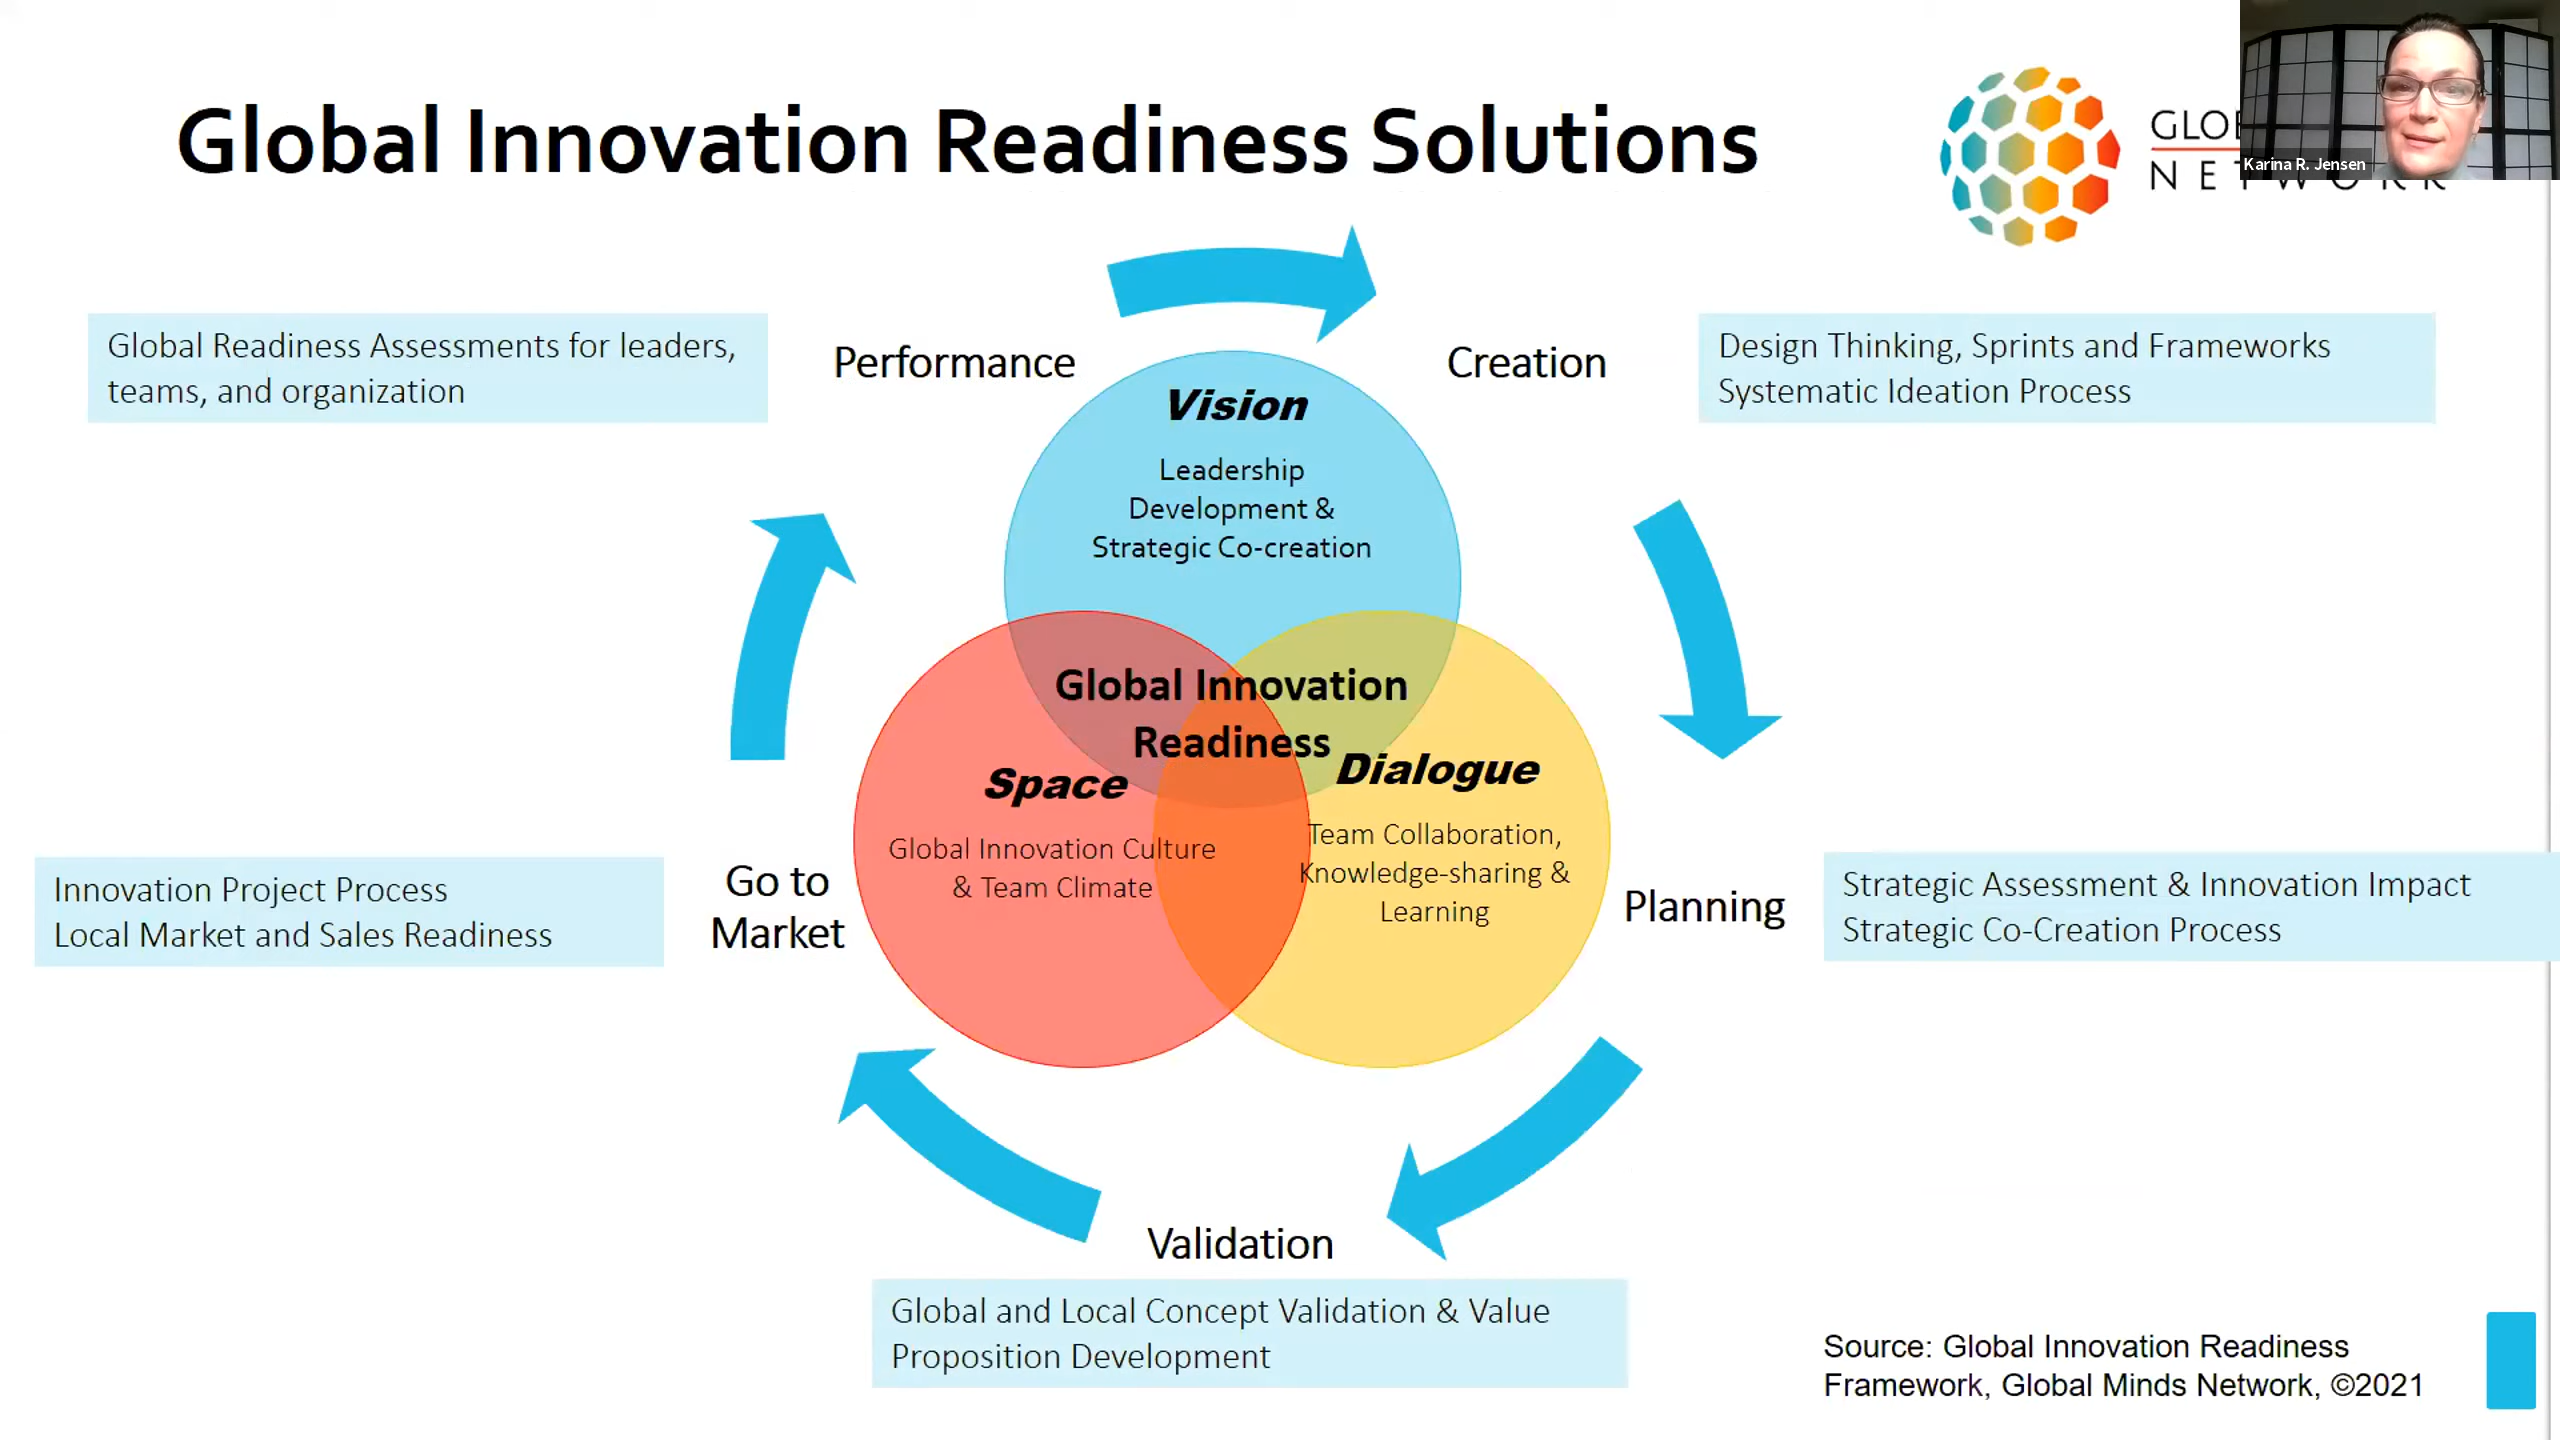 Global Innovation Readiness Solutions
Karina R. Jensen
Performance
Creation
Global Readiness Assessments for leaders,
teams, and organization
Design Thinking, Sprints and Frameworks
Systematic Ideation Process
Vision
Leadership
Development &
Strategic Co-creation
Global Innovation
Readiness
Space
Global Innovation Culture
& Team Climate
Dialogue
Team Collaboration,
Knowledge-sharing &
Learning
Go to
Market
Innovation Project Process
Local Market and Sales Readiness
Planning
Strategic Assessment & Innovation Impact
Strategic Co-Creation Process
Validation
Global and Local Concept Validation & Value
Proposition Development
Source: Global Innovation Readiness
Framework, Global Minds Network, ©2021